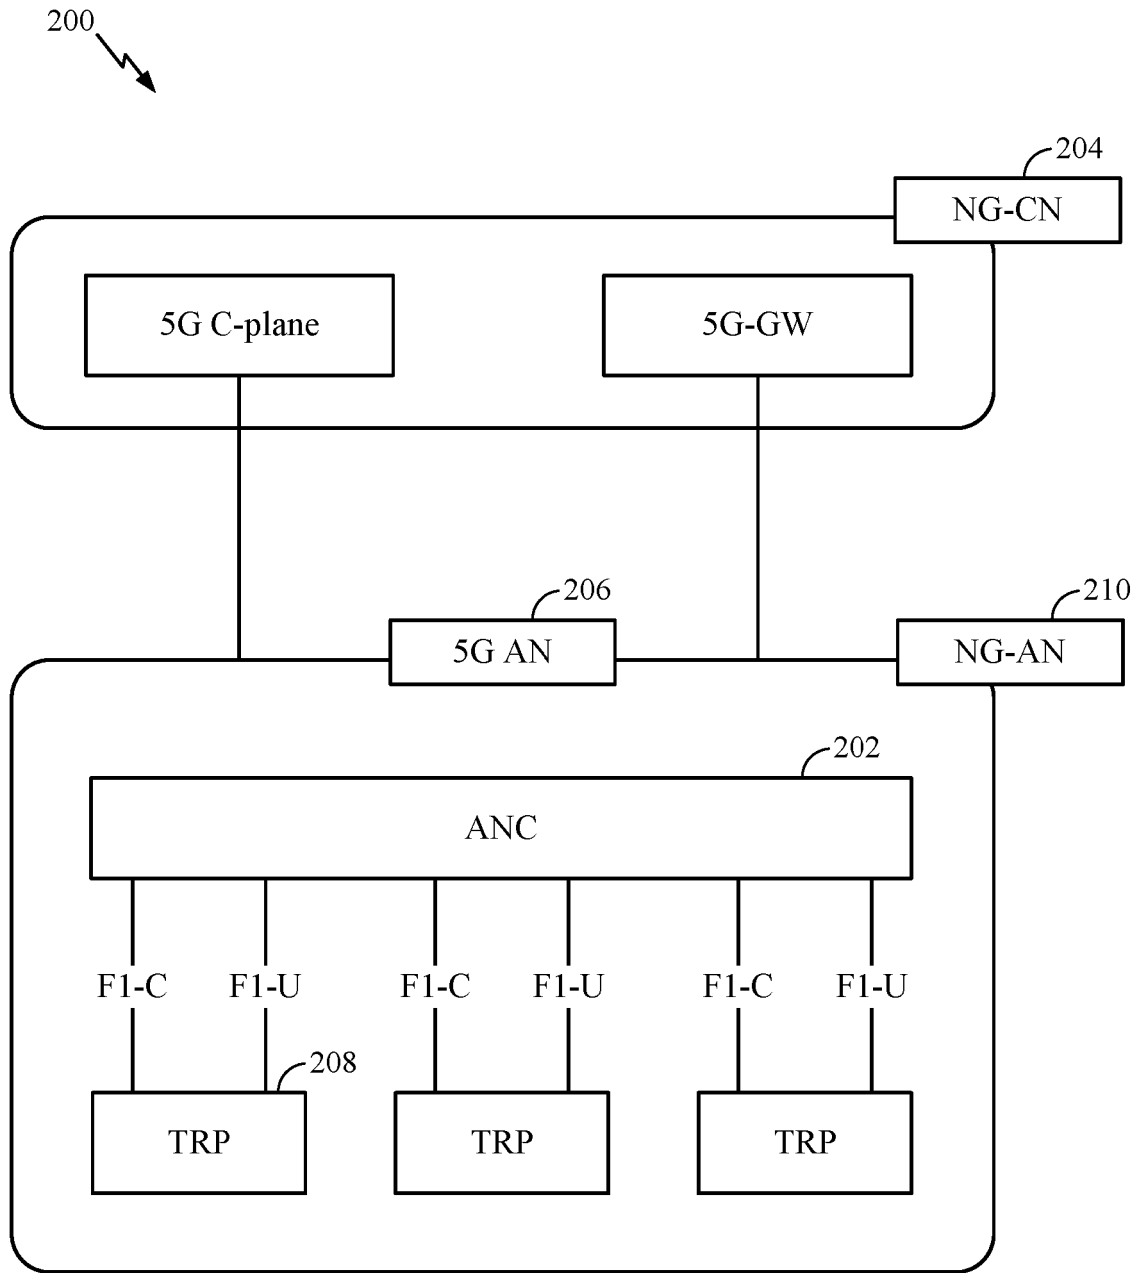 200
204
NG-CN
5G C-plane
5G-GW
206
210
5G AN
NG-AN
202
ANC
F1-C
F1-U
F1-C
F1-U
F1-C
F1-U
208
TRP
TRP
TRP